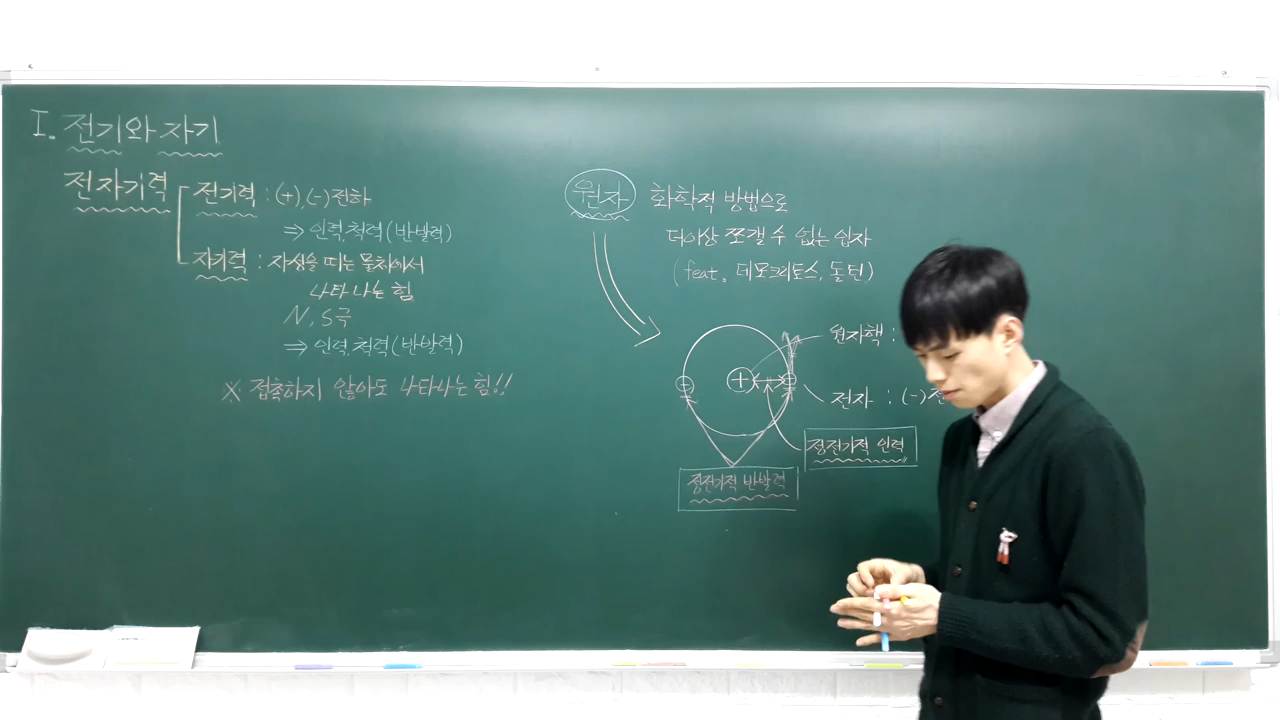 I. 전기와 자기
전자기력
전기력 : (+), (-) 전하
⇒ 인력, 척력 (반발력)
자기력 : 자성을 띠는 물체에서
나타나는 힘
N, S극
⇒ 인력, 척력 (반발력)
※ 접촉하지 않아도 나타나는 힘!!
원자 화학적 방법으로
더이상 쪼갤 수 없는 입자
(feat. 데모크리토스, 돌턴)
원자핵 :
전자 : (-)전
+
-
-
정전기적 인력
정전기적 반발력